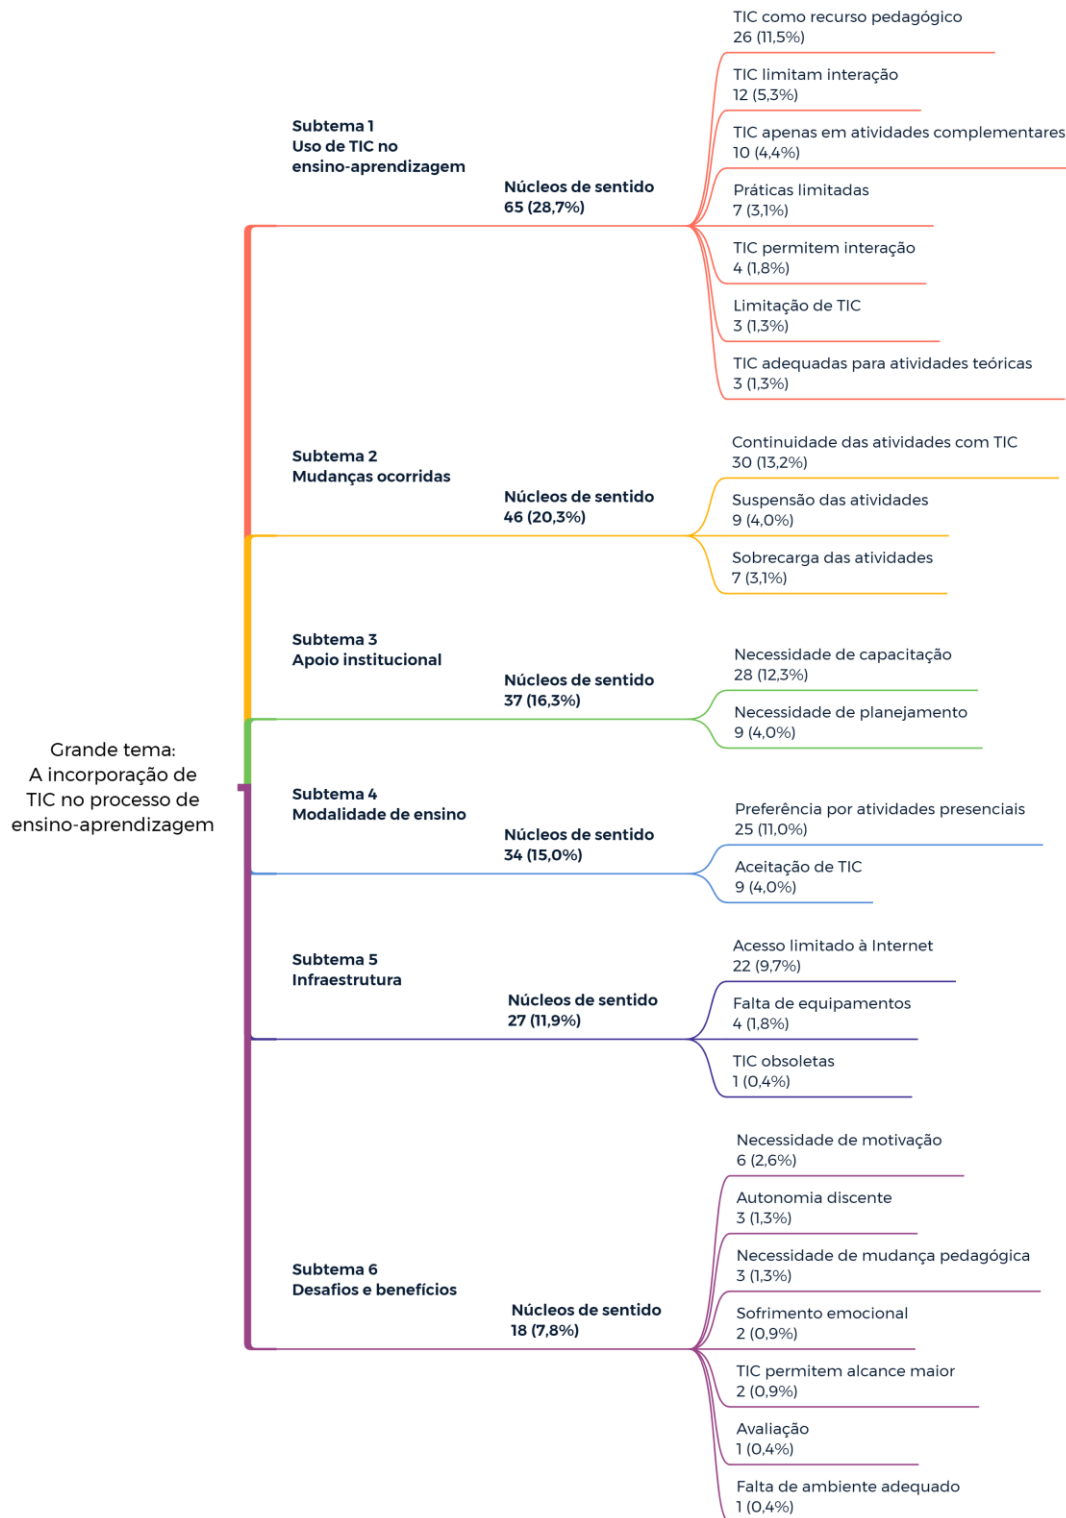 Grande tema:
A incorporação de
TIC no processo de
ensino-aprendizagem
Subtema 1
Uso de TIC no
ensino-aprendizagem
Núcleos de sentido
65 (28,7%)
TIC como recurso pedagógico
26 (11,5%)
TIC limitam interação
12 (5,3%)
TIC apenas em atividades complementares
10 (4,4%)
Práticas limitadas
7 (3,1%)
TIC permitem interação
4 (1,8%)
Limitação de TIC
3 (1,3%)
TIC adequadas para atividades teóricas
3 (1,3%)
Subtema 2
Mudanças ocorridas
Núcleos de sentido
46 (20,3%)
Continuidade das atividades com TIC
30 (13,2%)
Suspensão das atividades
9 (4,0%)
Sobrecarga das atividades
7 (3,1%)
Subtema 3
Apoio institucional
Núcleos de sentido
37 (16,3%)
Necessidade de capacitação
28 (12,3%)
Necessidade de planejamento
9 (4,0%)
Subtema 4
Modalidade de ensino
Núcleos de sentido
34 (15,0%)
Preferência por atividades presenciais
25 (11,0%)
Aceitação de TIC
9 (4,0%)
Subtema 5
Infraestrutura
Núcleos de sentido
27 (11,9%)
Acesso limitado à Internet
22 (9,7%)
Falta de equipamentos
4 (1,8%)
TIC obsoletas
1 (0,4%)
Subtema 6
Desafios e benefícios
Núcleos de sentido
18 (7,8%)
Necessidade de motivação
6 (2,6%)
Autonomia discente
3 (1,3%)
Necessidade de mudança pedagógica
3 (1,3%)
Sofrimento emocional
2 (0,9%)
TIC permitem alcance maior
2 (0,9%)
Avaliação
1 (0,4%)
Falta de ambiente adequado
1 (0,4%)